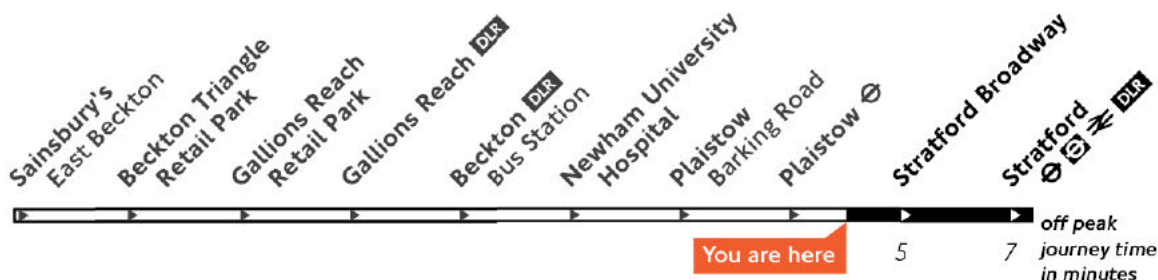 Sainsbury's
East Beckton
Beckton Triangle
Retail Park
Gallions Reach
Retail Park
Gallions Reach DLR
Beckton DLR
Bus Station
Newham University
Hospital
Plaistow
Barking Road
Plaistow
Stratford Broadway
Stratford
DLR
You are here
5
7
off peak
journey time
in minutes